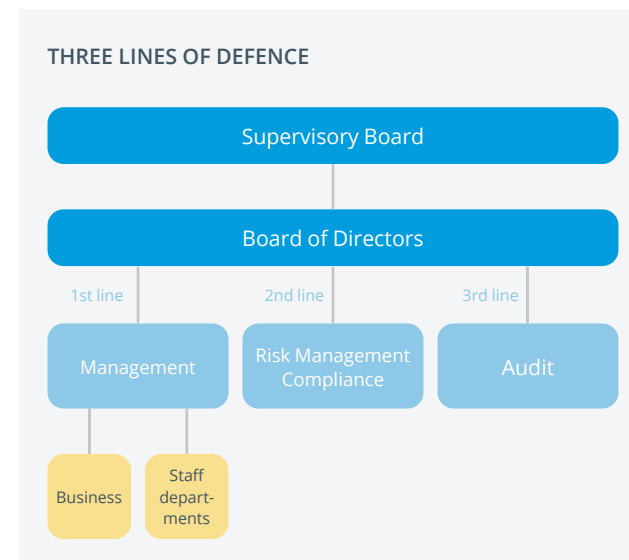 THREE LINES OF DEFENCE
Supervisory Board
Board of Directors
1st line
2nd line
3rd line
Management
Risk Management
Compliance
Audit
Business
Staff
depart-
ments